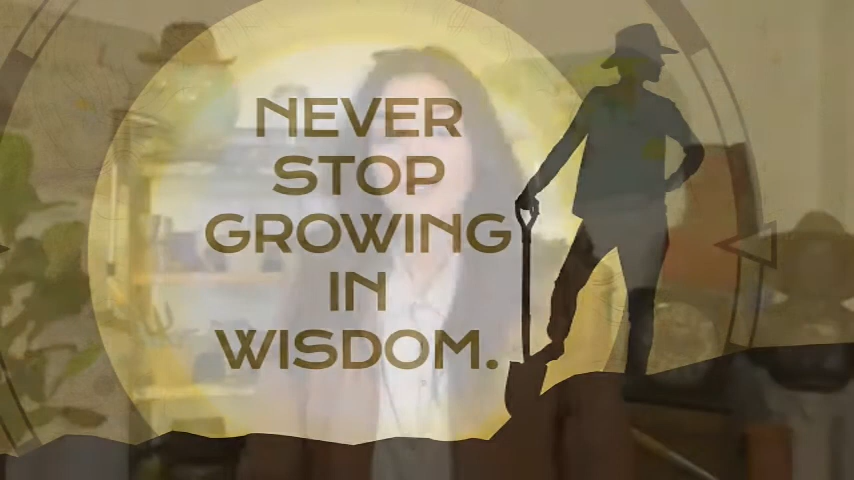 NEVER
STOP
GROWING
IN
WISDOM.